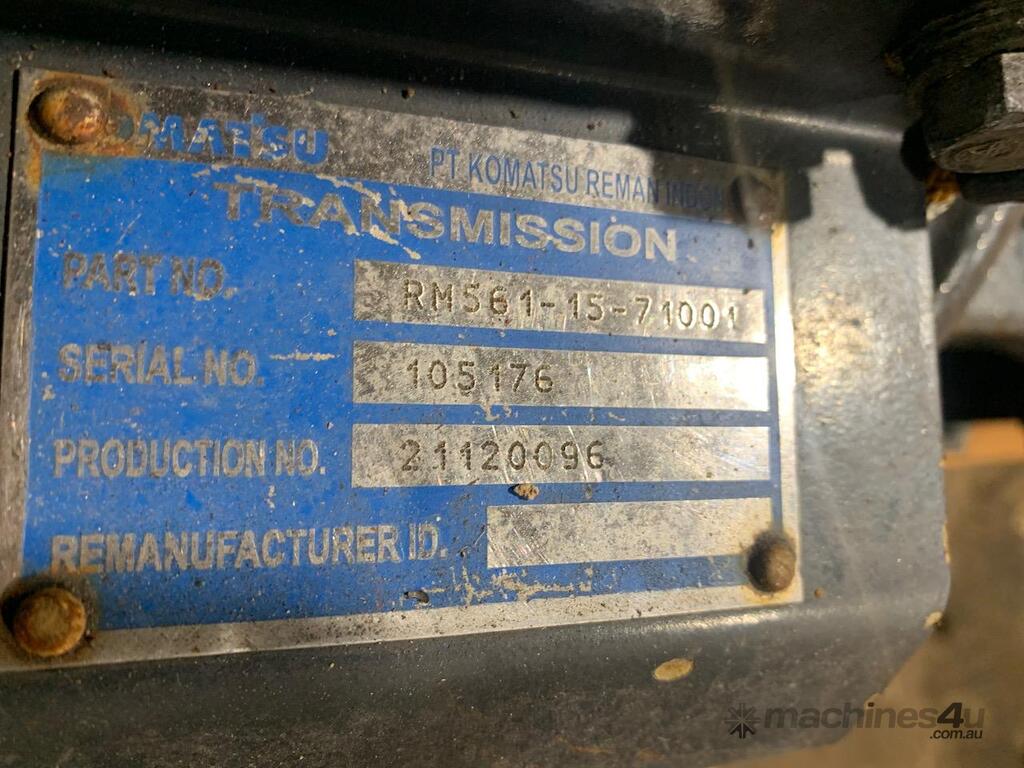 OMATSU
PT KOMATSU REMAN INDON
TRANSMISSION
PART NO. RM561-15-71001
SERIAL NO. 105176
PRODUCTION NO. 21120096
REMANUFACTURER ID.
machines4u
.com.au